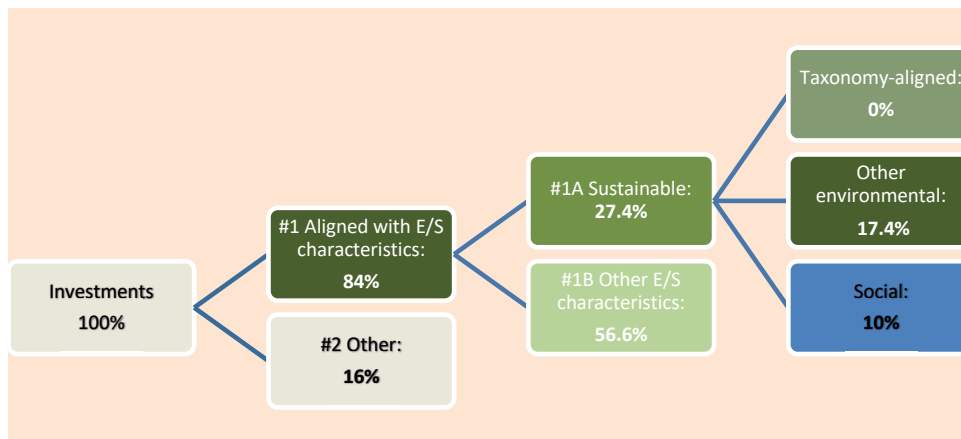 Investments
100%
#1 Aligned with E/S
characteristics:
84%
#2 Other:
16%
#1A Sustainable:
27.4%
#1B Other E/S
characteristics:
56.6%
Taxonomy-aligned:
0%
Other
environmental:
17.4%
Social:
10%